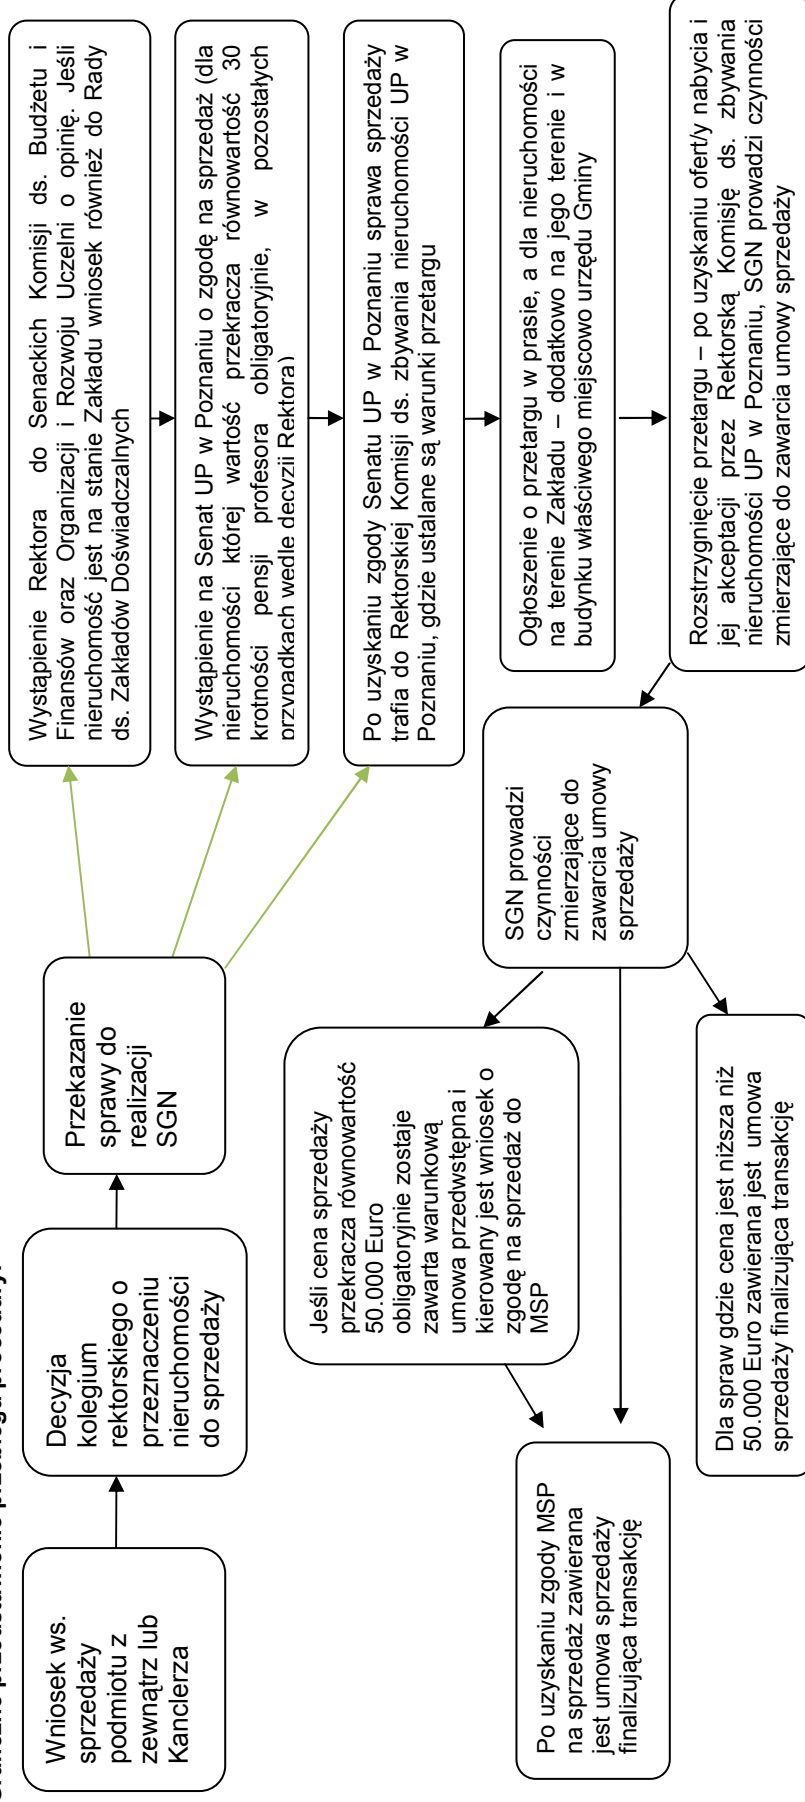 Wniosek ws.
sprzedaży
podmiotu z
zewnątrz lub
Kanclerza
Decyzja
kolegium
rektorskiego o
przeznaczeniu
nieruchomości
do sprzedaży
Przekazanie
sprawy do
realizacji
SGN
Wystąpienie Rektora do Senackich Komisji ds. Budżetu i
Finansów oraz Organizacji i Rozwoju Uczelni o opinię. Jeśli
nieruchomość jest na stanie Zakładu wniosek również do Rady
ds. Zakładów Doświadczalnych
Wystąpienie na Senat UP w Poznaniu o zgodę na sprzedaż (dla
nieruchomości której wartość przekracza równowartość 30
krotności pensji profesora obligatoryjnie, w pozostałych
przypadkach wedle decyzji Rektora)
Po uzyskaniu zgody Senatu UP w Poznaniu sprawa sprzedaży
trafia do Rektorskiej Komisji ds. zbywania nieruchomości UP w
Poznaniu, gdzie ustalane są warunki przetargu
Ogłoszenie o przetargu w prasie, a dla nieruchomości
na terenie Zakładu – dodatkowo na jego terenie i w
budynku właściwego miejscowo urzędu Gminy
Rozstrzygnięcie przetargu – po uzyskaniu ofert/y nabycia i
jej akceptacji przez Rektorską Komisję ds. zbywania
nieruchomości UP w Poznaniu, SGN prowadzi czynności
zmierzające do zawarcia umowy sprzedaży
SGN prowadzi
czynności
zmierzające do
zawarcia umowy
sprzedaży
Jeśli cena sprzedaży
przekracza równowartość
50.000 Euro
obligatoryjnie zostaje
zawarta warunkową
umowa przedwstępna i
kierowany jest wniosek o
zgodę na sprzedaż do
MSP
Po uzyskaniu zgody MSP
na sprzedaż zawierana
jest umowa sprzedaży
finalizująca transakcję
Dla spraw gdzie cena jest niższa niż
50.000 Euro zawierana jest umowa
sprzedaży finalizująca transakcję